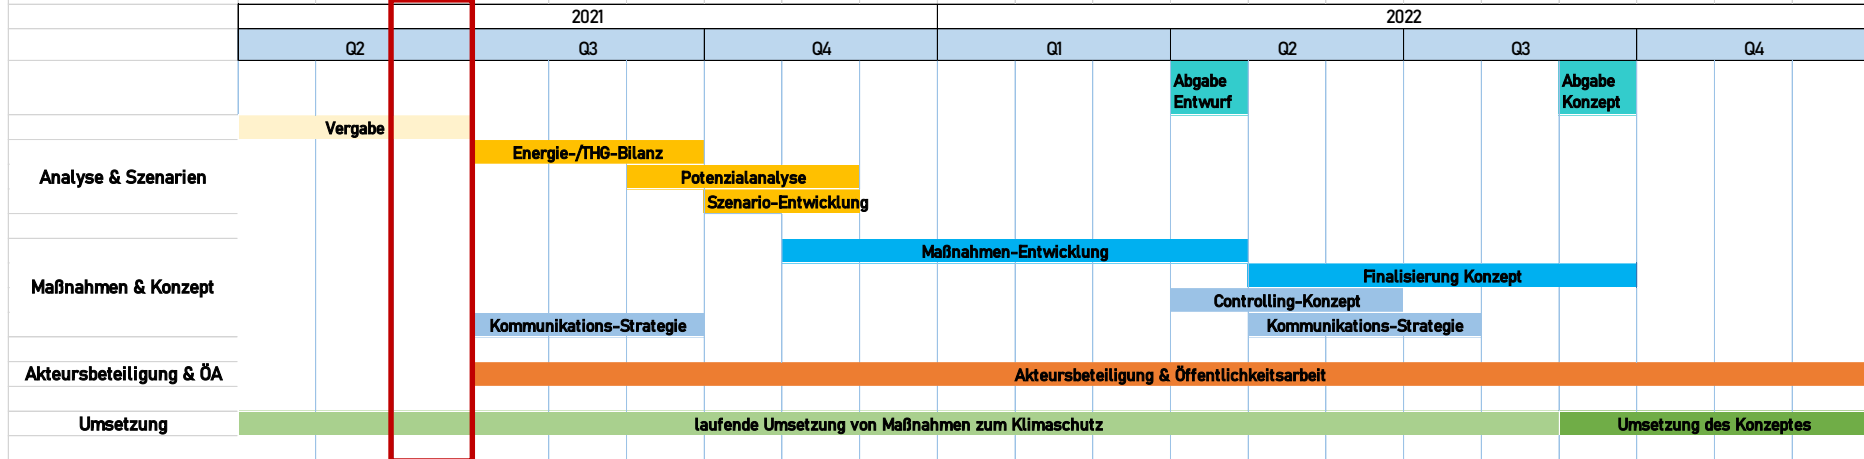 2021 2022
Q2 Q3 Q4 Q1 Q2 Q3 Q4
Abgabe
Entwurf
Abgabe
Konzept
Vergabe
Energie-/THG-Bilanz
Analyse & Szenarien
Potenzialanalyse
Szenario-Entwicklung
Maßnahmen-Entwicklung
Finalisierung Konzept
Maßnahmen & Konzept
Controlling-Konzept
Kommunikations-Strategie Kommunikations-Strategie
Akteursbeteiligung & ÖA Akteursbeteiligung & Öffentlichkeitsarbeit
Umsetzung laufende Umsetzung von Maßnahmen zum Klimaschutz Umsetzung des Konzeptes